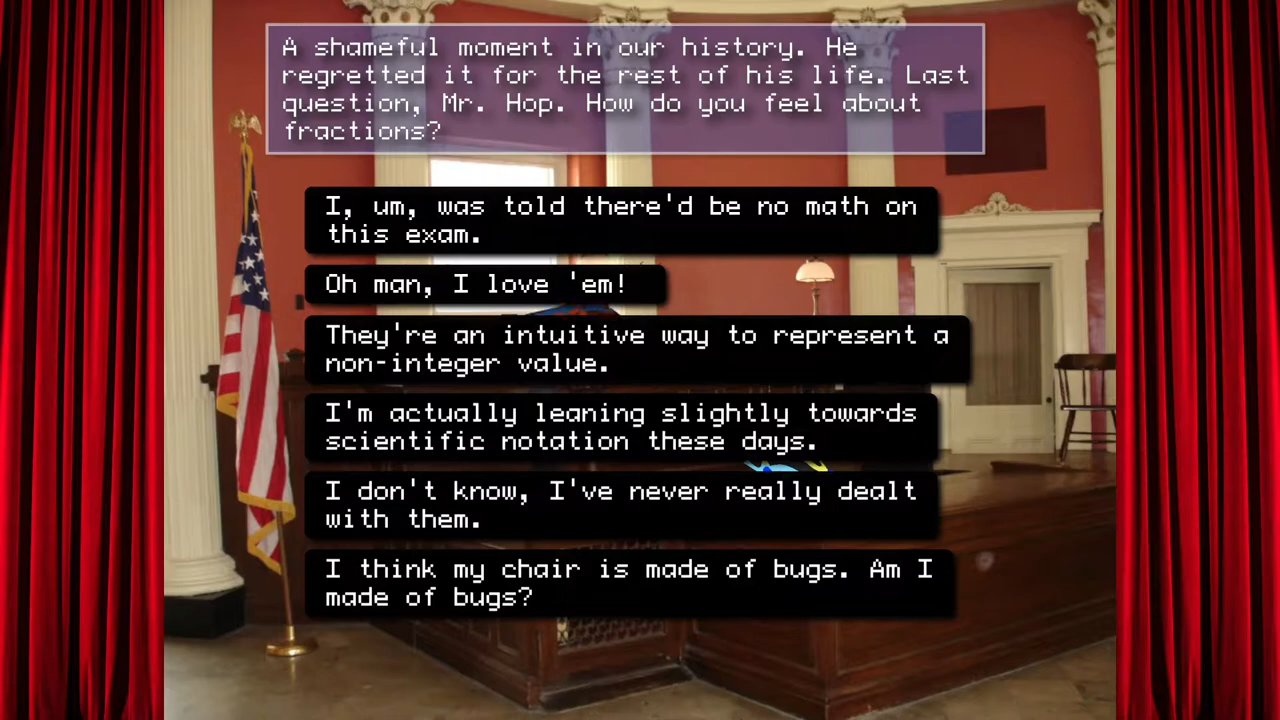 A shameful moment in our history. He
regretted it for the rest of his life. Last
question, Mr. Hop. How do you feel about
fractions?
I, um, was told there'd be no math on
this exam.
Oh man, I love 'em!
They're an intuitive way to represent a
non-integer value.
I'm actually leaning slightly towards
scientific notation these days.
I don't know, I've never really dealt
with them.
I think my chair is made of bugs. Am I
made of bugs?